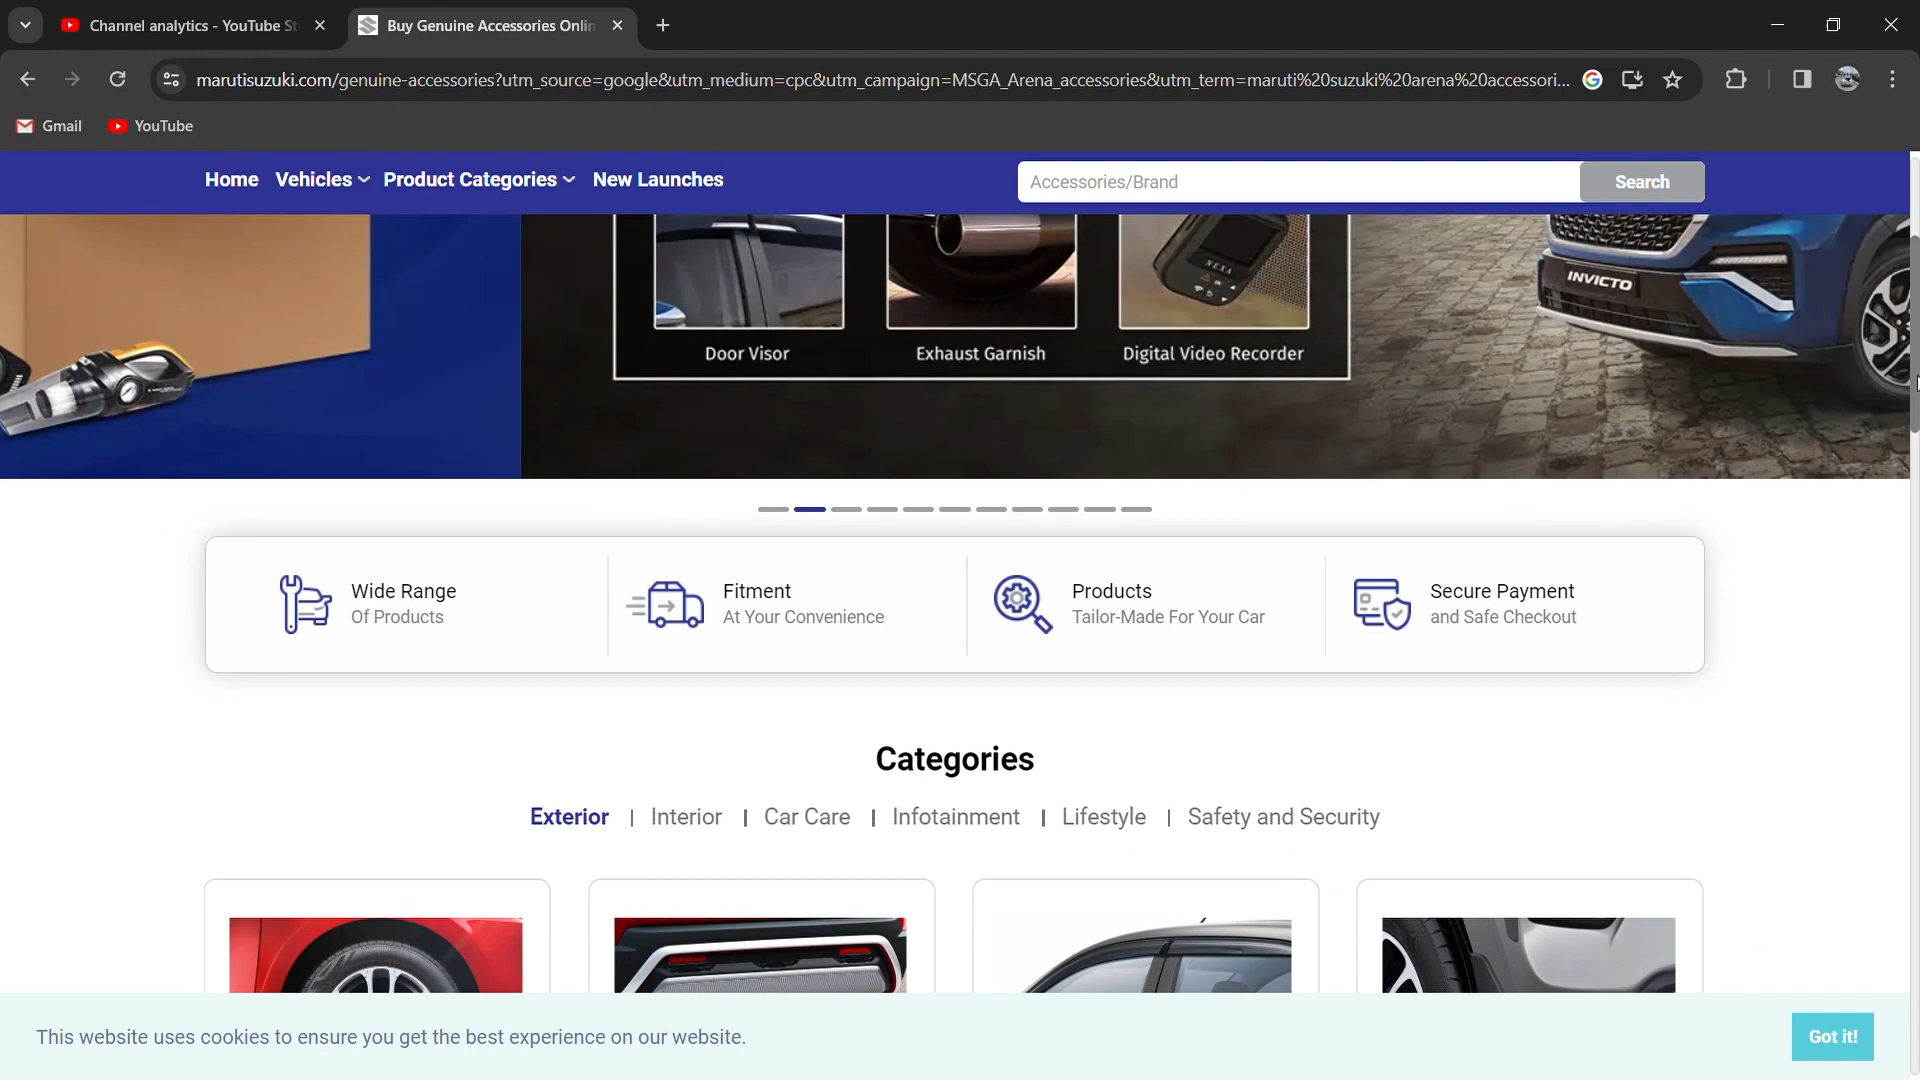 Channel analytics - YouTube St
Buy Genuine Accessories Onlin
marutisuzuki.com/genuine-accessories?utm_source=google&utm_medium=cpc&utm_campaign=MSGA_Arena_accessories&utm_term=maruti%20suzuki%20arena%20accessori...
Gmail
YouTube
Home
Vehicles
Product Categories
New Launches
Accessories/Brand
Search
NEXA
INVICTO
Door Visor
Exhaust Garnish
Digital Video Recorder
Wide Range
Of Products
Fitment
At Your Convenience
Products
Tailor-Made For Your Car
Secure Payment
and Safe Checkout
Categories
Exterior | Interior | Car Care | Infotainment | Lifestyle | Safety and Security
This website uses cookies to ensure you get the best experience on our website.
Got it!